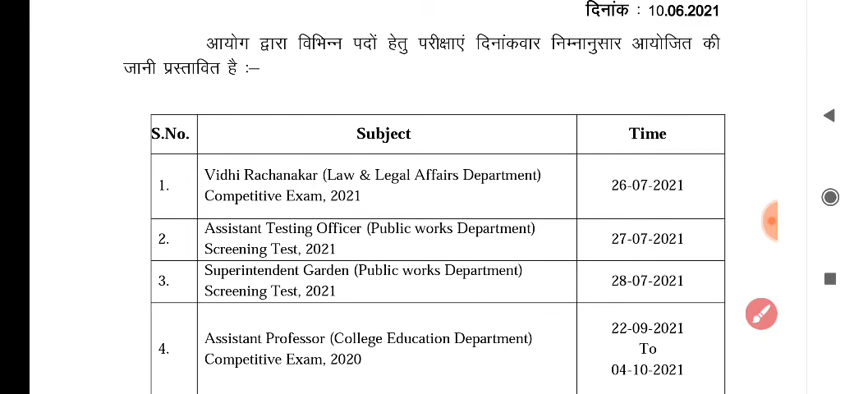 दिनांक : 10.06.2021
आयोग द्वारा विभिन्न पदों हेतु परीक्षाएं दिनांकवार निम्नानुसार आयोजित की
जानी प्रस्तावित है :–
S.No. Subject Time
1. Vidhi Rachanakar (Law & Legal Affairs Department)
Competitive Exam, 2021 26-07-2021
2. Assistant Testing Officer (Public works Department)
Screening Test, 2021 27-07-2021
3. Superintendent Garden (Public works Department)
Screening Test, 2021 28-07-2021
4. Assistant Professor (College Education Department)
Competitive Exam, 2020 22-09-2021
To
04-10-2021